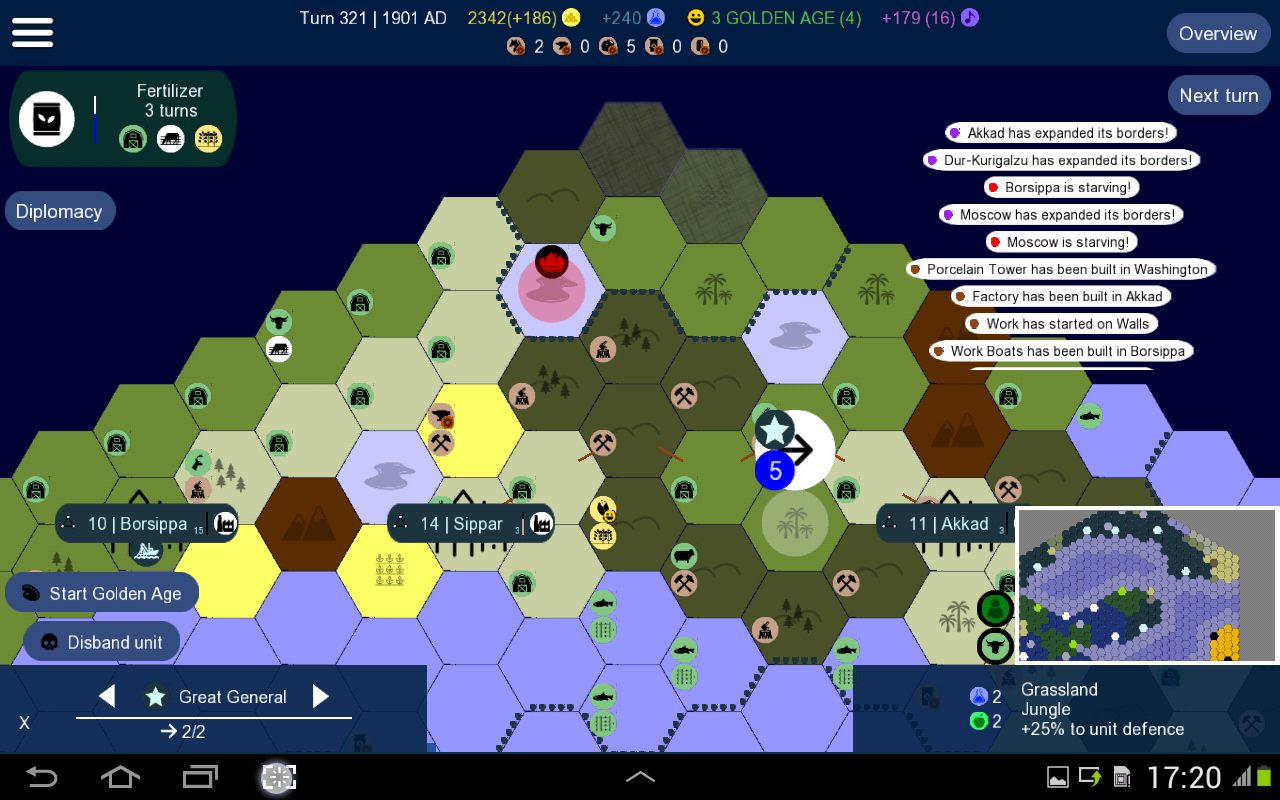 Turn 321 | 1901 AD 2342(+186) +240 3 GOLDEN AGE (4) +179 (16)
2 0 5 0 0
Overview
Next turn
Fertilizer
3 turns
Diplomacy
Akkad has expanded its borders!
Dur-Kurigalzu has expanded its borders!
Borsippa is starving!
Moscow has expanded its borders!
Moscow is starving!
Porcelain Tower has been built in Washington
Factory has been built in Akkad
Work has started on Walls
Work Boats has been built in Borsippa
5
10 | Borsippa 15
14 | Sippar 3
11 | Akkad 3
Start Golden Age
Disband unit
Great General
X
2/2
2 Grassland
Jungle
2 +25% to unit defence
17:20